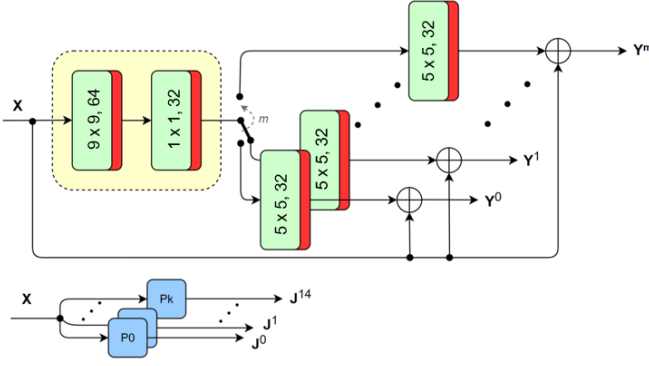 5 x 5, 32
Yⁿ
X
9 x 9, 64
1 x 1, 32
m
5 x 5, 32
Y¹
5 x 5, 32
Y⁰
X
Pk
J¹⁴
J¹
P0
J⁰